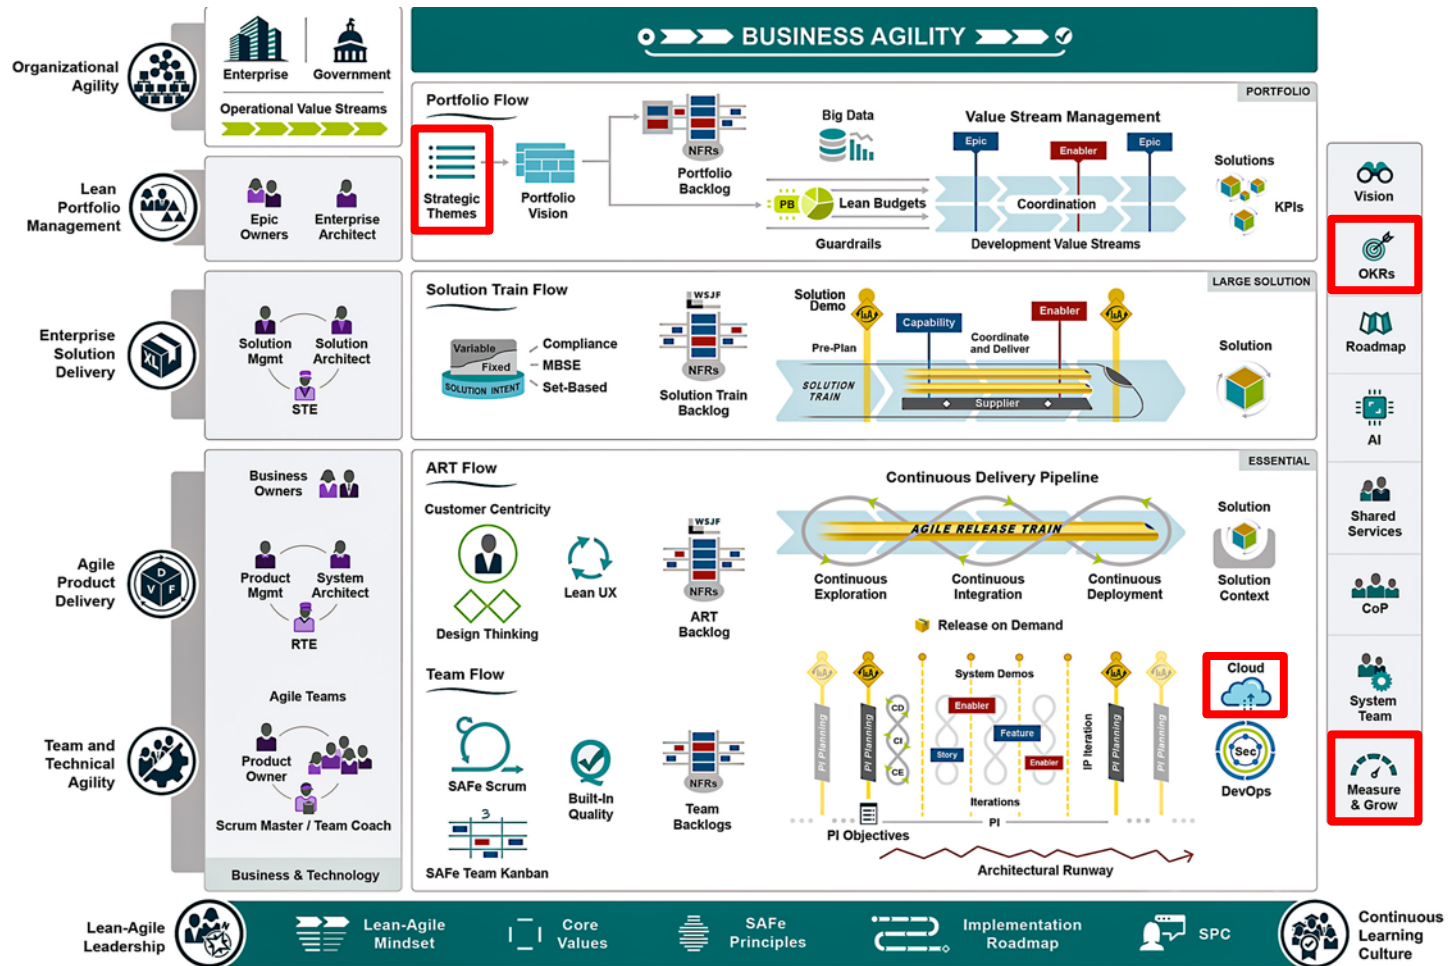 BUSINESS AGILITY
Organizational
Agility
Enterprise
Government
Operational Value Streams
Lean
Portfolio
Management
Epic
Owners
Enterprise
Architect
Enterprise
Solution
Delivery
XL
Solution
Mgmt
Solution
Architect
STE
Agile
Product
Delivery
D
V
F
Business
Owners
Product
Mgmt
System
Architect
RTE
Team and
Technical
Agility
Agile Teams
Product
Owner
Scrum Master / Team Coach
Business & Technology
PORTFOLIO
Portfolio Flow
Strategic
Themes
Portfolio
Vision
NFRs
Portfolio
Backlog
Big Data
PB
Lean Budgets
Guardrails
Value Stream Management
Epic
Enabler
Epic
Coordination
Development Value Streams
Solutions
KPIs
LARGE SOLUTION
Solution Train Flow
Variable
Fixed
SOLUTION INTENT
Compliance
MBSE
Set-Based
WSJF
NFRs
Solution Train
Backlog
Solution
Demo
I&A
Pre-Plan
SOLUTION
TRAIN
Capability
Coordinate
and Deliver
Enabler
Supplier
I&A
Solution
ESSENTIAL
ART Flow
Customer Centricity
Lean UX
Design Thinking
WSJF
NFRs
ART
Backlog
Continuous Delivery Pipeline
AGILE RELEASE TRAIN
Continuous
Exploration
Continuous
Integration
Continuous
Deployment
Release on Demand
Solution
Solution
Context
Team Flow
SAFe Scrum
Built-In
Quality
3
SAFe Team Kanban
NFRs
Team
Backlogs
I&A
PI Planning
I&A
PI Planning
CD
CI
CE
System Demos
Enabler
Story
Feature
Enabler
IP Iteration
I&A
PI Planning
I&A
PI Planning
Iterations
PI
PI Objectives
Architectural Runway
Cloud
Sec
DevOps
Vision
OKRs
Roadmap
AI
Shared
Services
CoP
System
Team
Measure
& Grow
Lean-Agile
Leadership
Lean-Agile
Mindset
Core
Values
SAFe
Principles
Implementation
Roadmap
SPC
Continuous
Learning
Culture